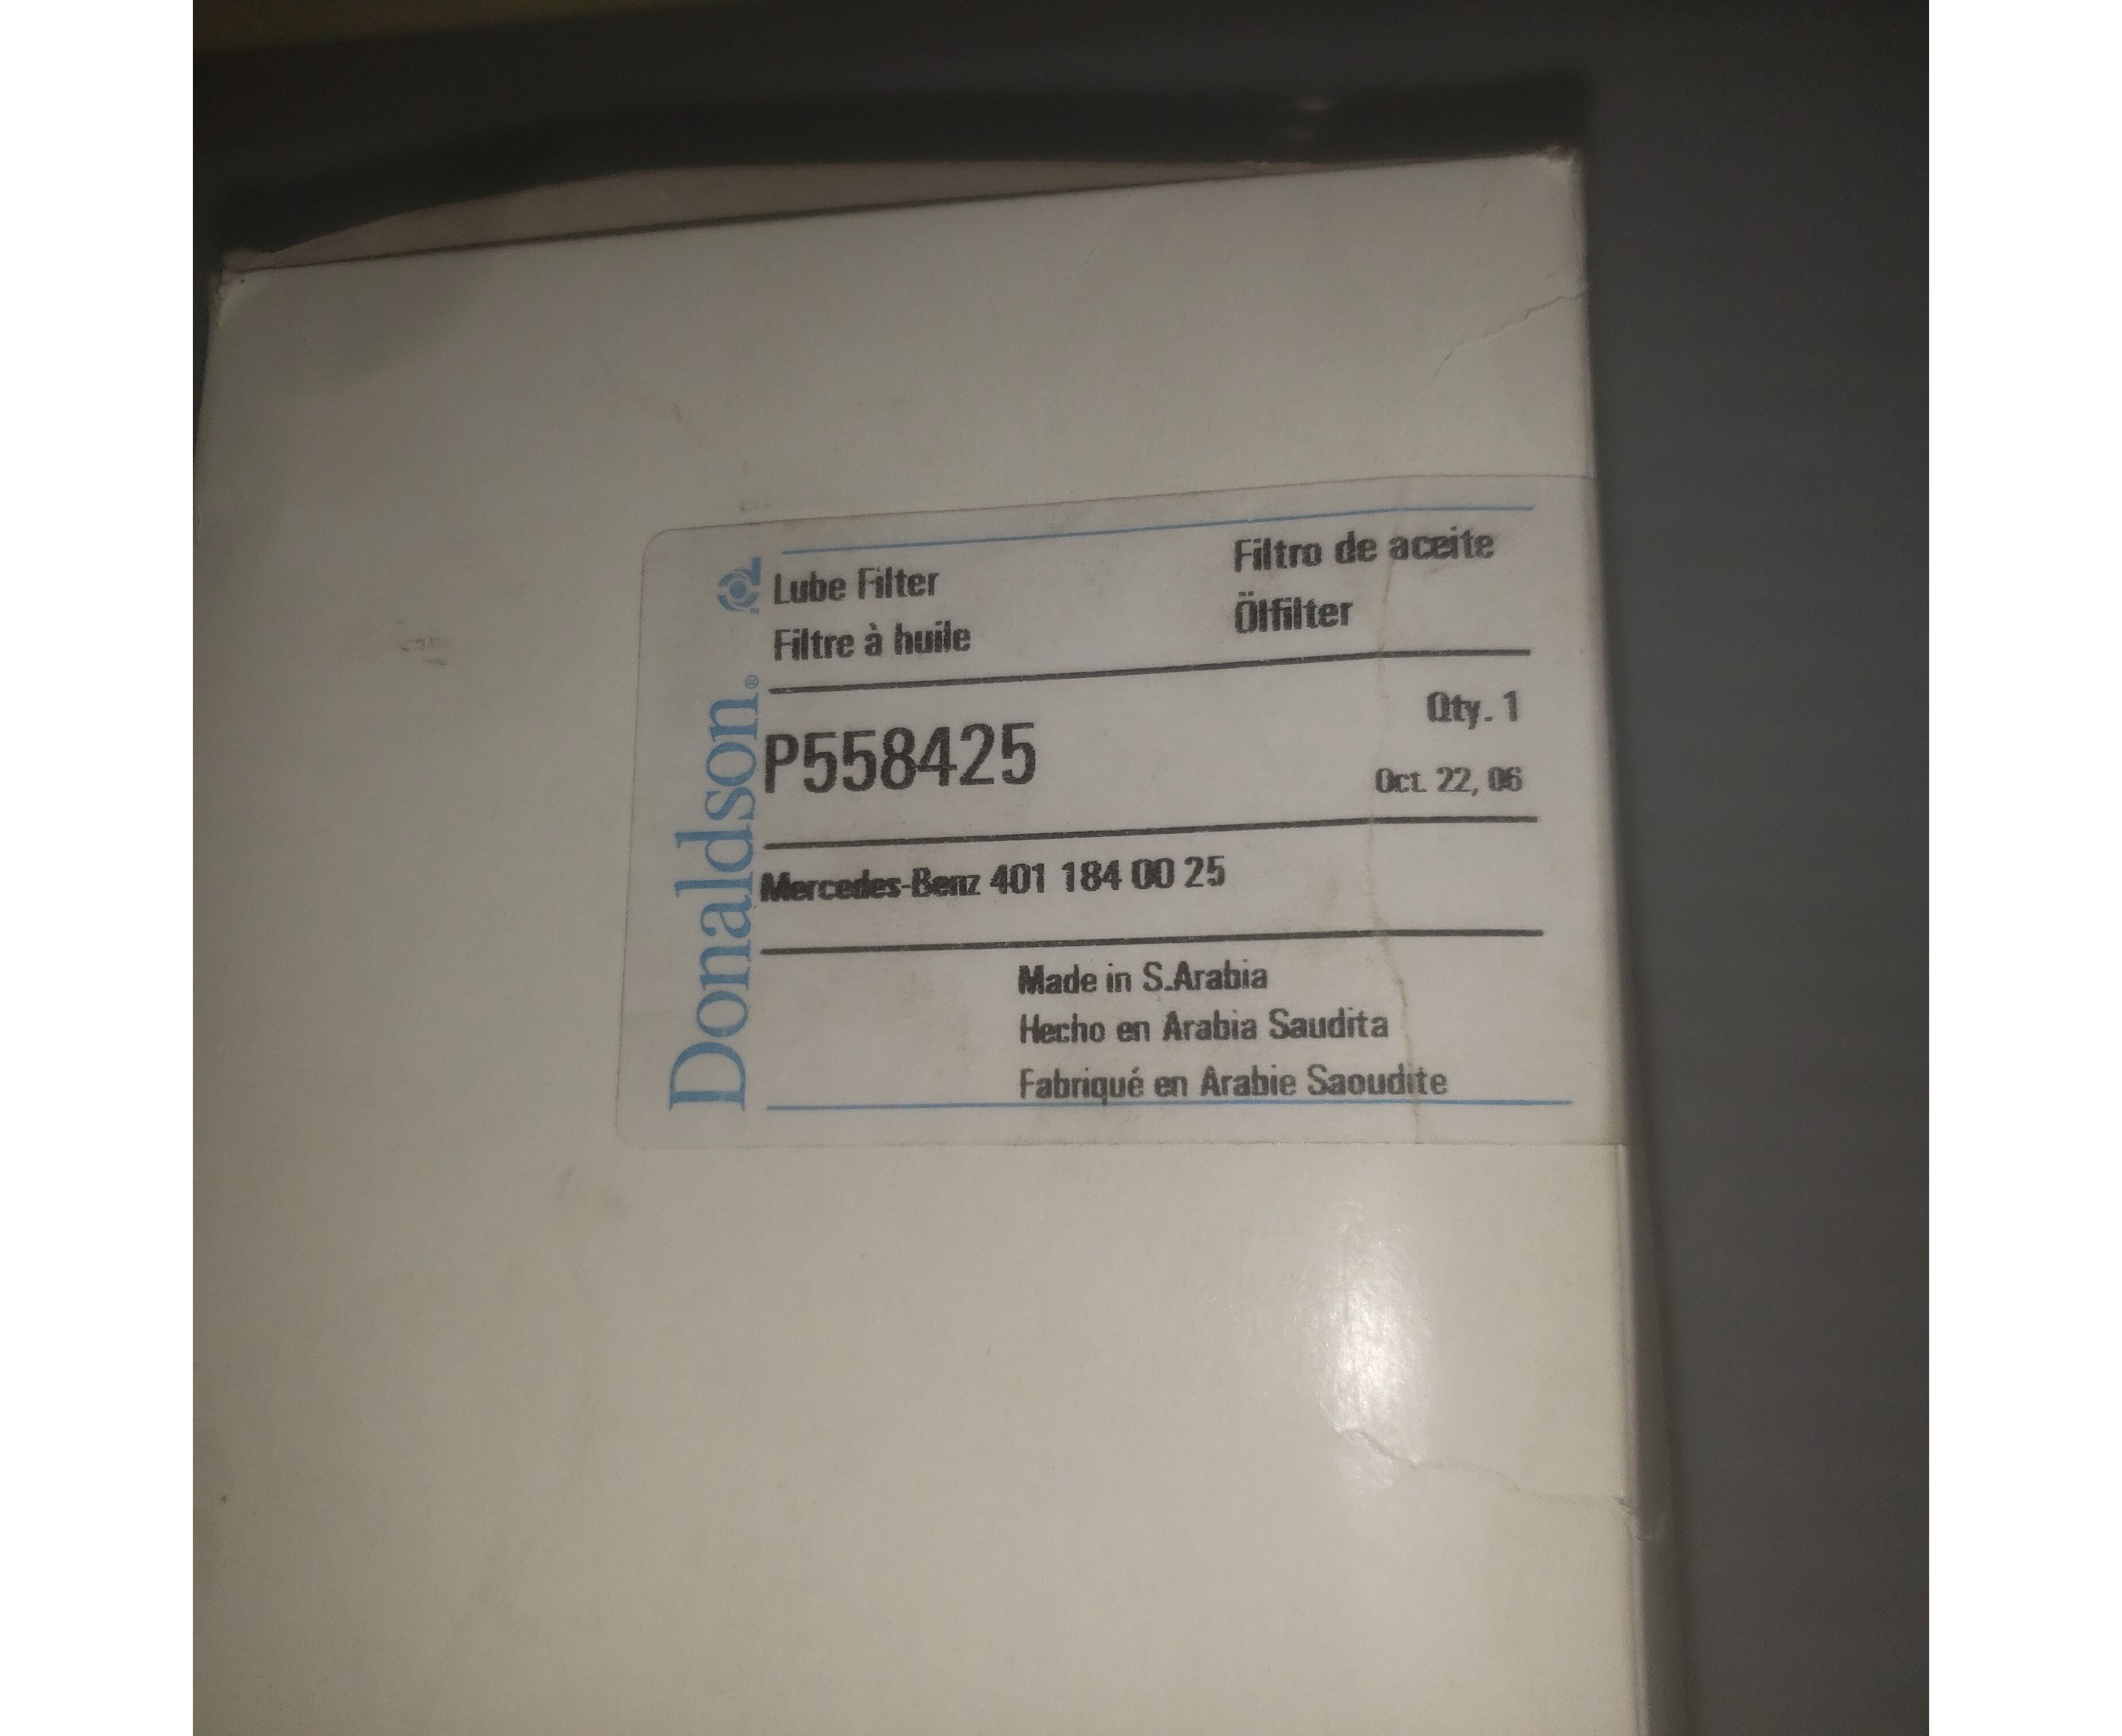 Donaldson®
Lube Filter Filtro de aceite
Filtre à huile Ölfilter
P558425 Qty. 1
Oct. 22, 06
Mercedes-Benz 401 184 00 25
Made in S.Arabia
Hecho en Arabia Saudita
Fabriqué en Arabie Saoudite